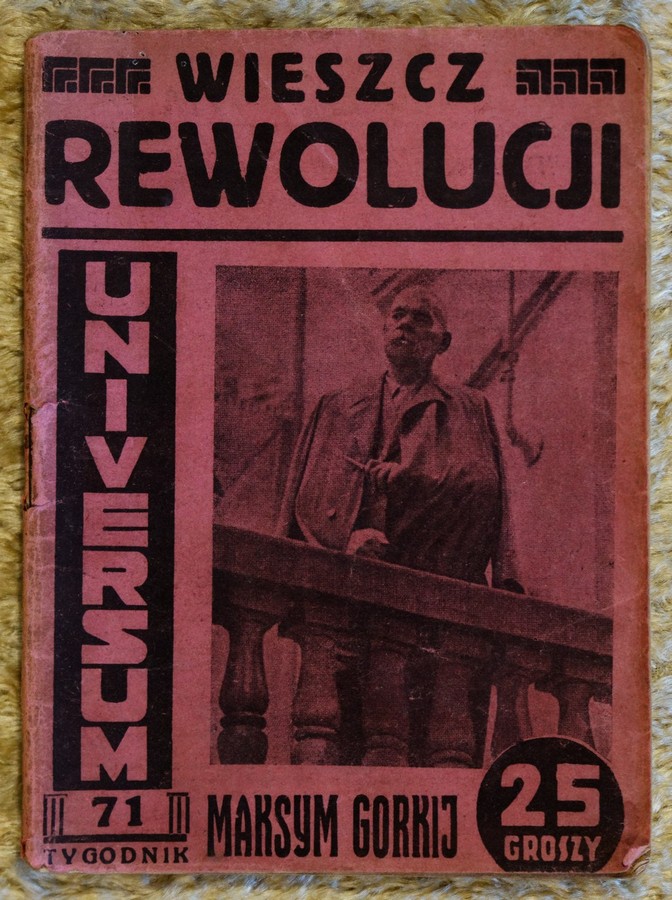 WIESZCZ
REWOLUCJI
UNIVERSUM
71
TYGODNIK
MAKSYM GORKIJ
25
GROSZY